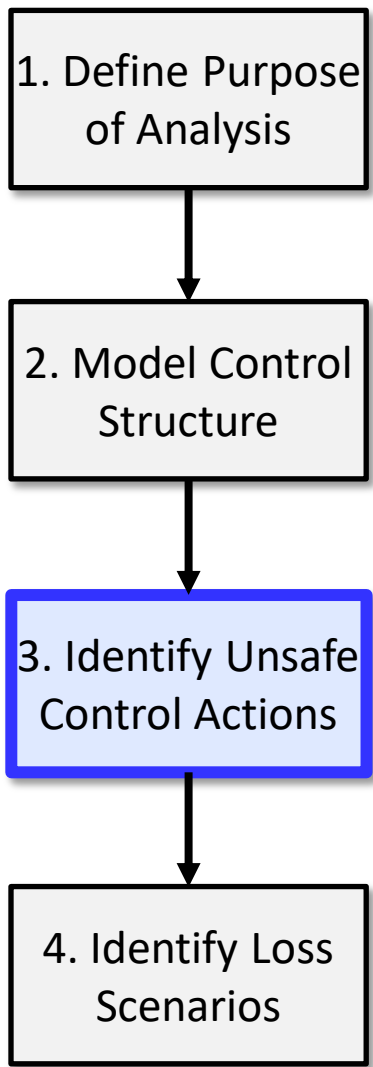 1. Define Purpose
of Analysis
2. Model Control
Structure
3. Identify Unsafe
Control Actions
4. Identify Loss
Scenarios